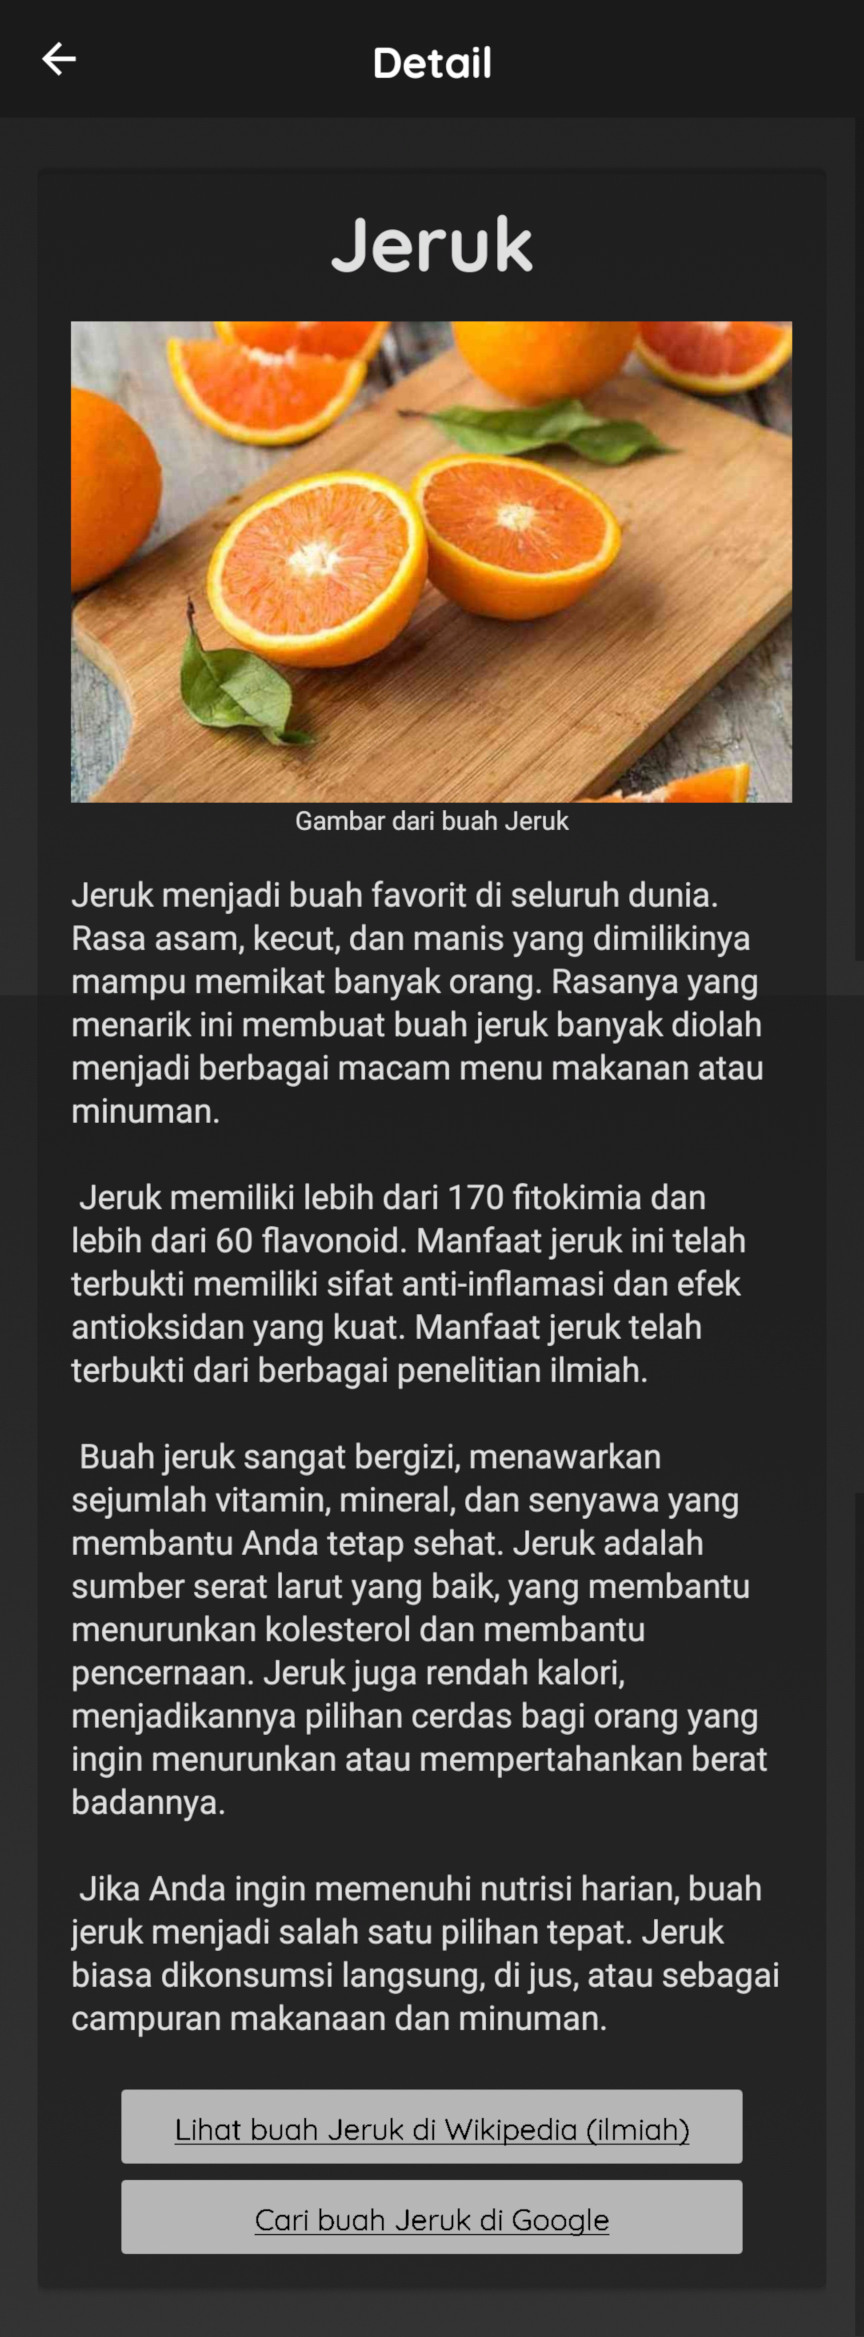 Detail
Jeruk
Gambar dari buah Jeruk
Jeruk menjadi buah favorit di seluruh dunia.
Rasa asam, kecut, dan manis yang dimilikinya
mampu memikat banyak orang. Rasanya yang
menarik ini membuat buah jeruk banyak diolah
menjadi berbagai macam menu makanan atau
minuman.
Jeruk memiliki lebih dari 170 fitokimia dan
lebih dari 60 flavonoid. Manfaat jeruk ini telah
terbukti memiliki sifat anti-inflamasi dan efek
antioksidan yang kuat. Manfaat jeruk telah
terbukti dari berbagai penelitian ilmiah.
Buah jeruk sangat bergizi, menawarkan
sejumlah vitamin, mineral, dan senyawa yang
membantu Anda tetap sehat. Jeruk adalah
sumber serat larut yang baik, yang membantu
menurunkan kolesterol dan membantu
pencernaan. Jeruk juga rendah kalori,
menjadikannya pilihan cerdas bagi orang yang
ingin menurunkan atau mempertahankan berat
badannya.
Jika Anda ingin memenuhi nutrisi harian, buah
jeruk menjadi salah satu pilihan tepat. Jeruk
biasa dikonsumsi langsung, di jus, atau sebagai
campuran makanaan dan minuman.
Lihat buah Jeruk di Wikipedia (ilmiah)
Cari buah Jeruk di Google